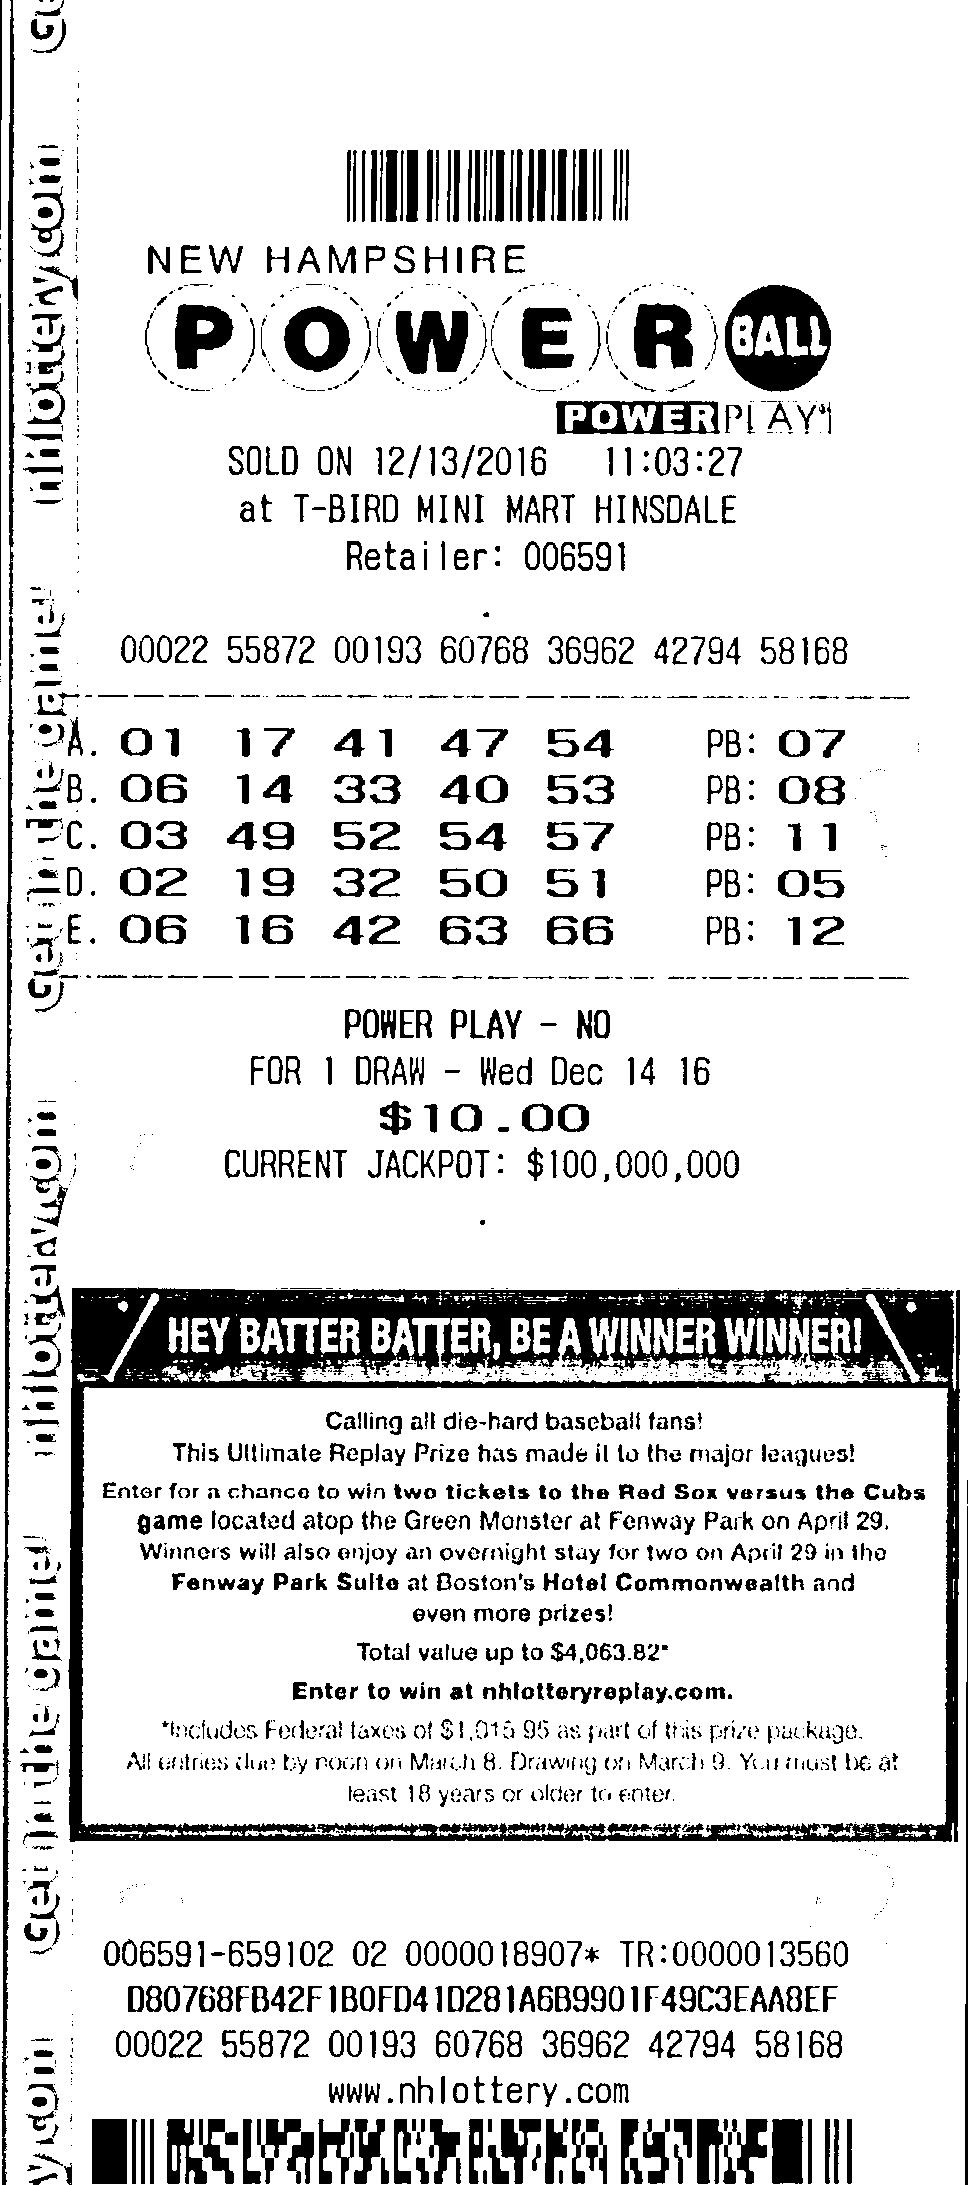 NEW HAMPSHIRE
POWERBALL
POWERPLAY
SOLD ON 12/13/2016 11:03:27
at T-BIRD MINI MART HINSDALE
Retailer: 006591
00022 55872 00193 60768 36962 42794 58168
A. 01 17 41 47 54 PB: 07
B. 06 14 33 40 53 PB: 08
C. 03 49 52 54 57 PB: 11
D. 02 19 32 50 51 PB: 05
E. 06 16 42 63 66 PB: 12
POWER PLAY - NO
FOR 1 DRAW - Wed Dec 14 16
$10.00
CURRENT JACKPOT: $100,000,000
HEY BATTER BATTER, BE A WINNER WINNER!
Calling all die-hard baseball fans!
This Ultimate Replay Prize has made it to the major leagues!
Enter for a chance to win two tickets to the Red Sox versus the Cubs
game located atop the Green Monster at Fenway Park on April 29.
Winners will also enjoy an overnight stay for two on April 29 in the
Fenway Park Suite at Boston's Hotel Commonwealth and
even more prizes!
Total value up to $4,063.82*
Enter to win at nhlotteryreplay.com.
*Includes Federal taxes of $1,015.95 as part of this prize package.
All entries due by noon on March 8. Drawing on March 9. You must be at
least 18 years or older to enter.
006591-659102 02 0000018907* TR:0000013560
D80768FB42F1B0FD41D281A6B9901F49C3EAA8EF
00022 55872 00193 60768 36962 42794 58168
www.nhlottery.com
nhlottery.com
Get in the game!
nhlottery.com
Get in the game!